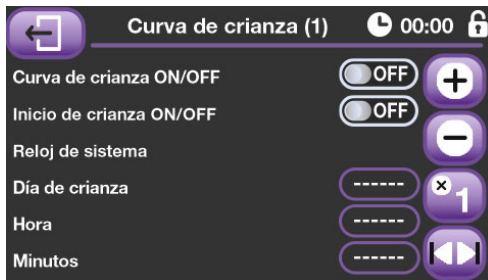 Curva de crianza (1) 00:00
Curva de crianza ON/OFF OFF
Inicio de crianza ON/OFF OFF
Reloj de sistema
Día de crianza ------
Hora ------
Minutos ------
+
−
×1